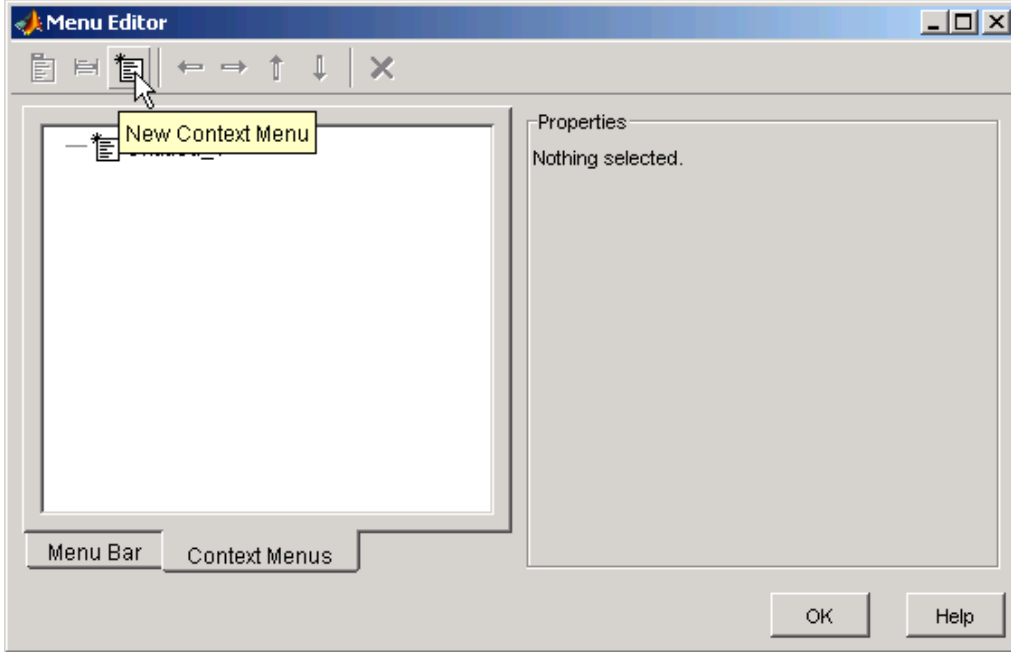 Menu Editor
New Context Menu
Properties
Nothing selected.
Menu Bar
Context Menus
OK
Help